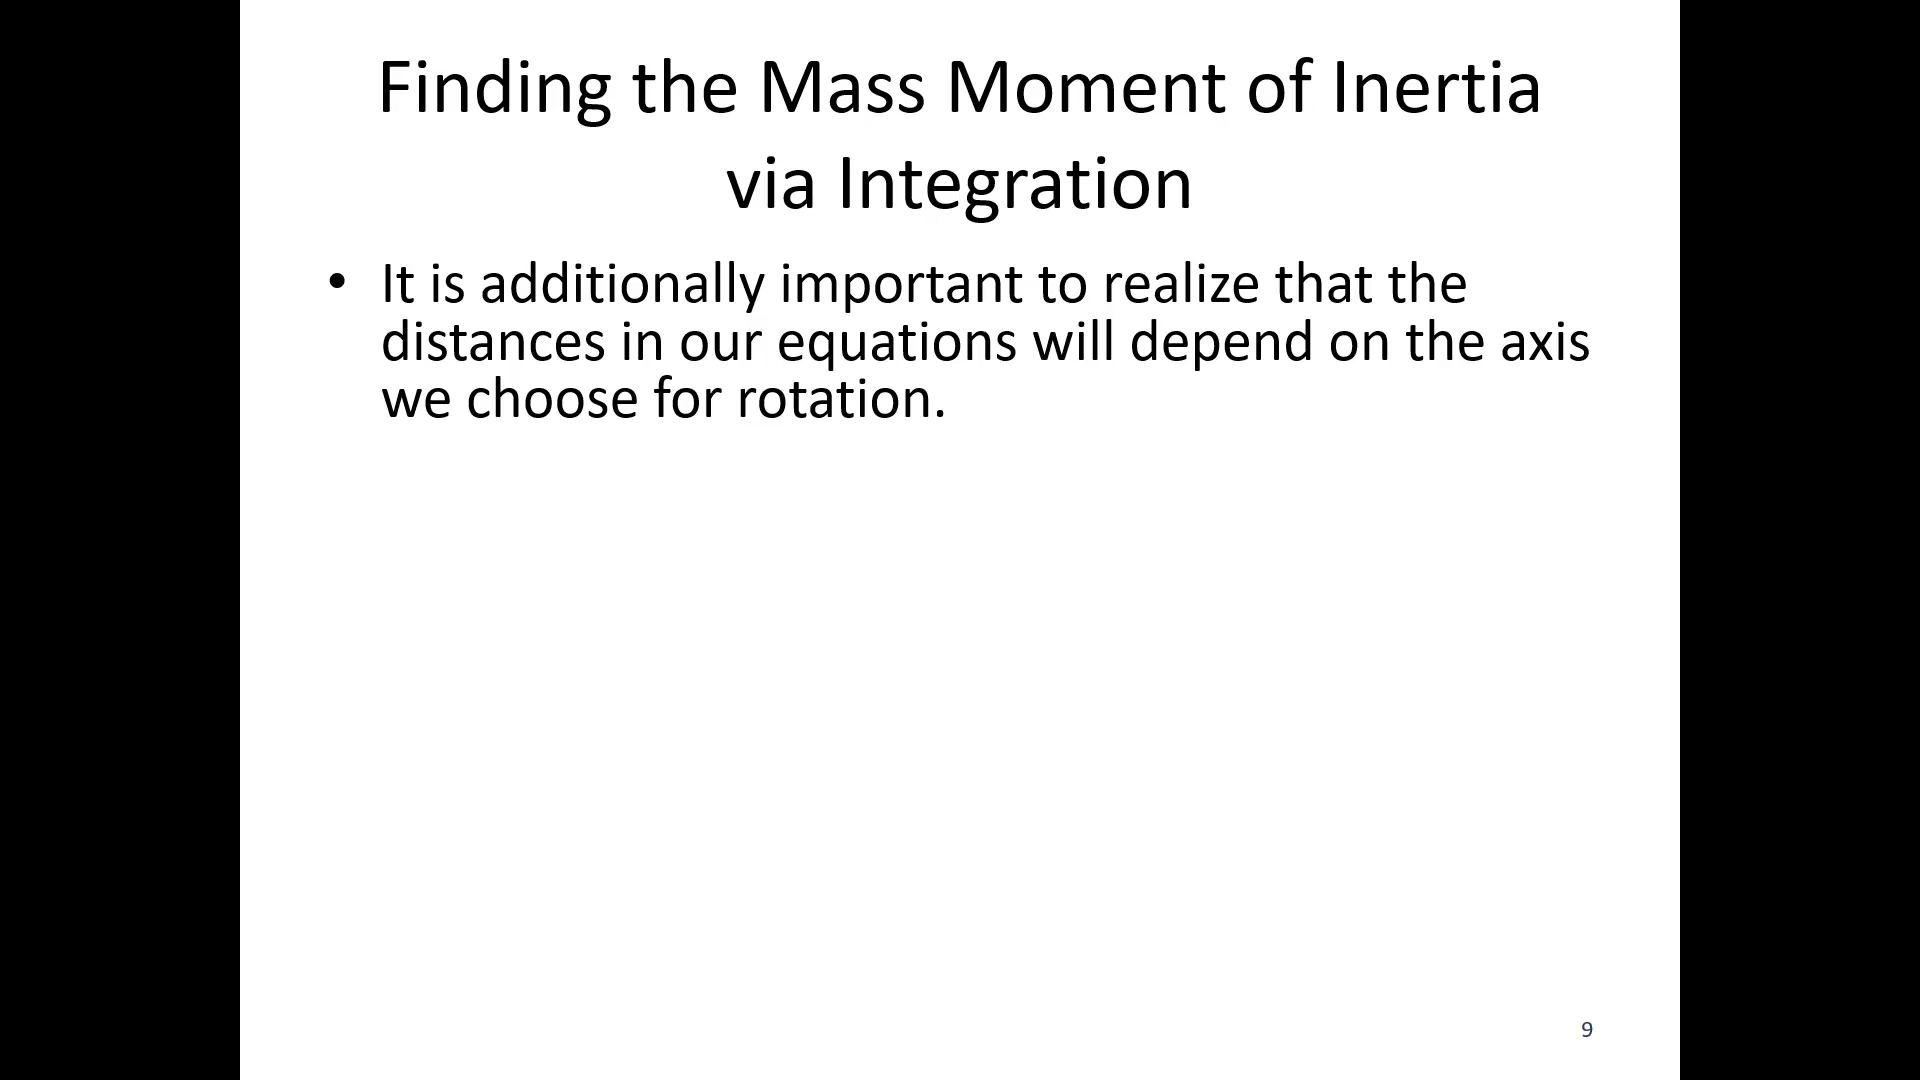 Finding the Mass Moment of Inertia
via Integration
• It is additionally important to realize that the
distances in our equations will depend on the axis
we choose for rotation.
9